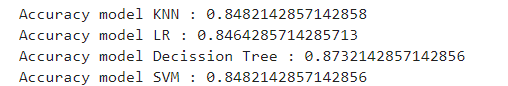 Accuracy model KNN : 0.8482142857142858
Accuracy model LR : 0.8464285714285713
Accuracy model Decission Tree : 0.8732142857142856
Accuracy model SVM : 0.8482142857142856